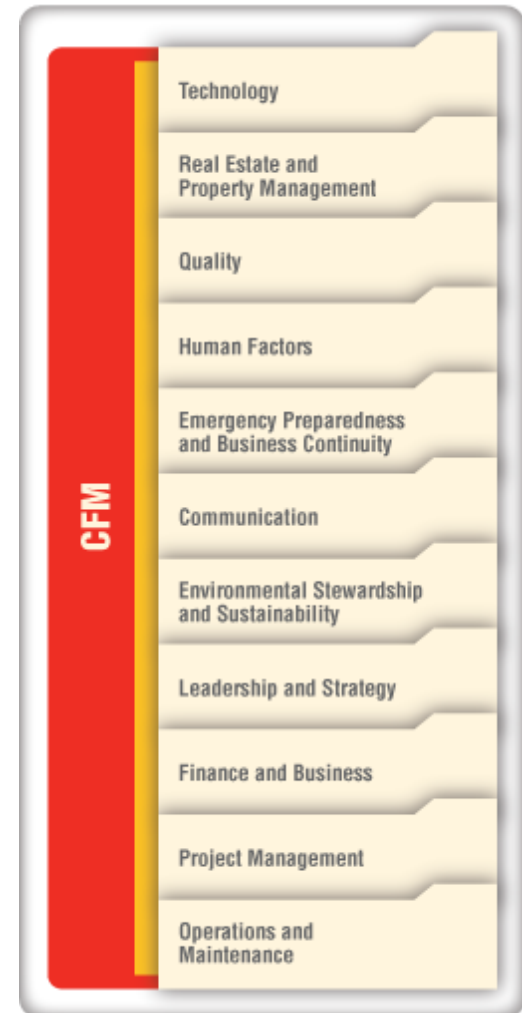 CFM
Technology
Real Estate and
Property Management
Quality
Human Factors
Emergency Preparedness
and Business Continuity
Communication
Environmental Stewardship
and Sustainability
Leadership and Strategy
Finance and Business
Project Management
Operations and
Maintenance